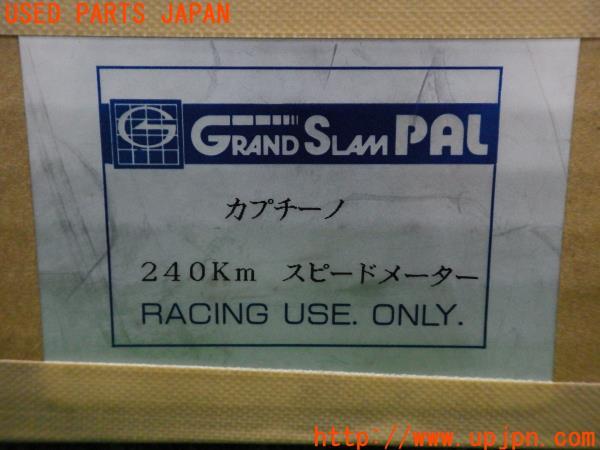 USED PARTS JAPAN
G
GRAND SLAM PAL
カプチーノ
240Km スピードメーター
RACING USE. ONLY.
http://www.upjpn.com